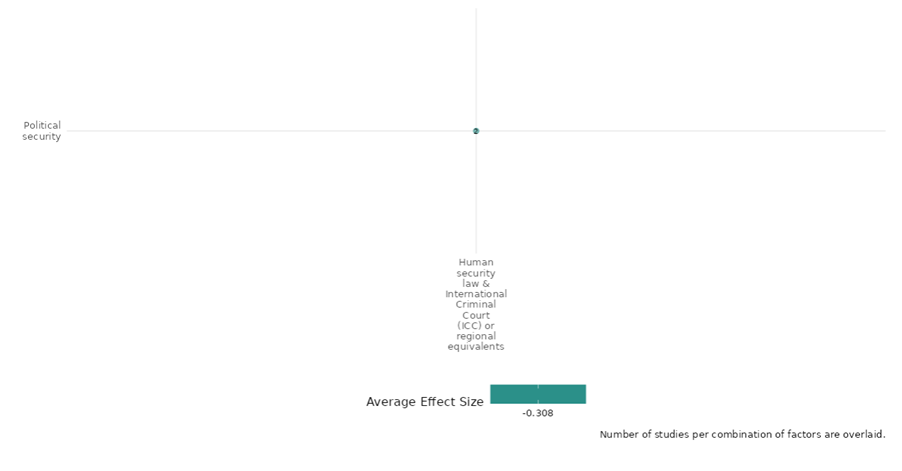 Political
security
Human
security
law &
International
Criminal
Court
(ICC) or
regional
equivalents
Average Effect Size
-0.308
Number of studies per combination of factors are overlaid.